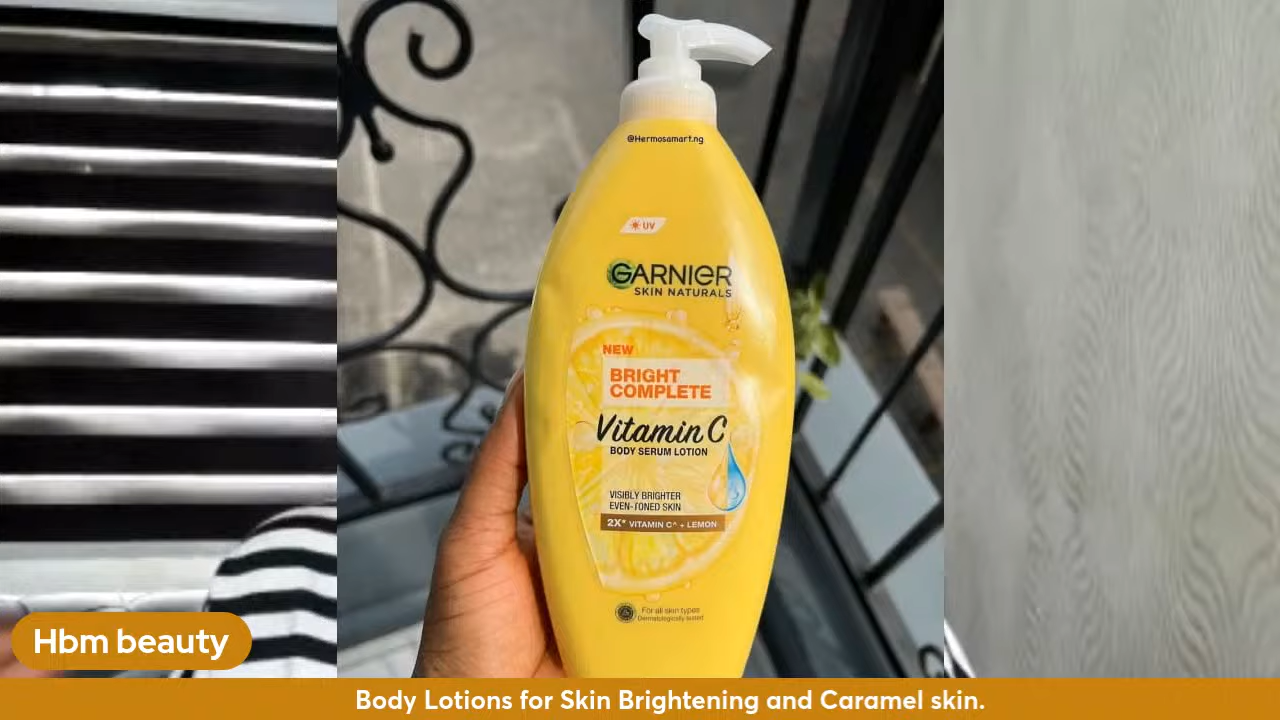 @Hermosamart.ng
UV
GARNIER
SKIN NATURALS
NEW
BRIGHT
COMPLETE
Vitamin C
BODY SERUM LOTION
VISIBLY BRIGHTER
EVEN-TONED SKIN
2X* VITAMIN C^ + LEMON
For all skin types
Dermatologically tested
Hbm beauty
Body Lotions for Skin Brightening and Caramel skin.